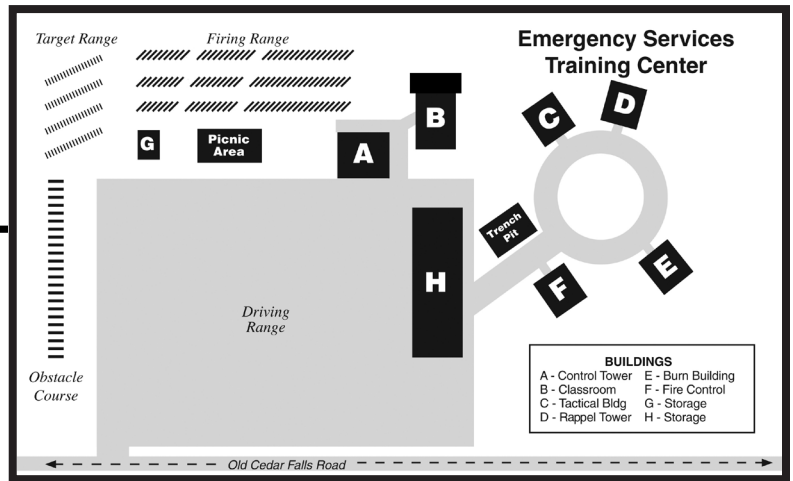 Emergency Services
Training Center
Target Range
Firing Range
G
Picnic
Area
A
B
C
D
Trench
Pit
H
F
E
Driving
Range
Obstacle
Course
BUILDINGS
A - Control Tower E - Burn Building
B - Classroom F - Fire Control
C - Tactical Bldg G - Storage
D - Rappel Tower H - Storage
Old Cedar Falls Road